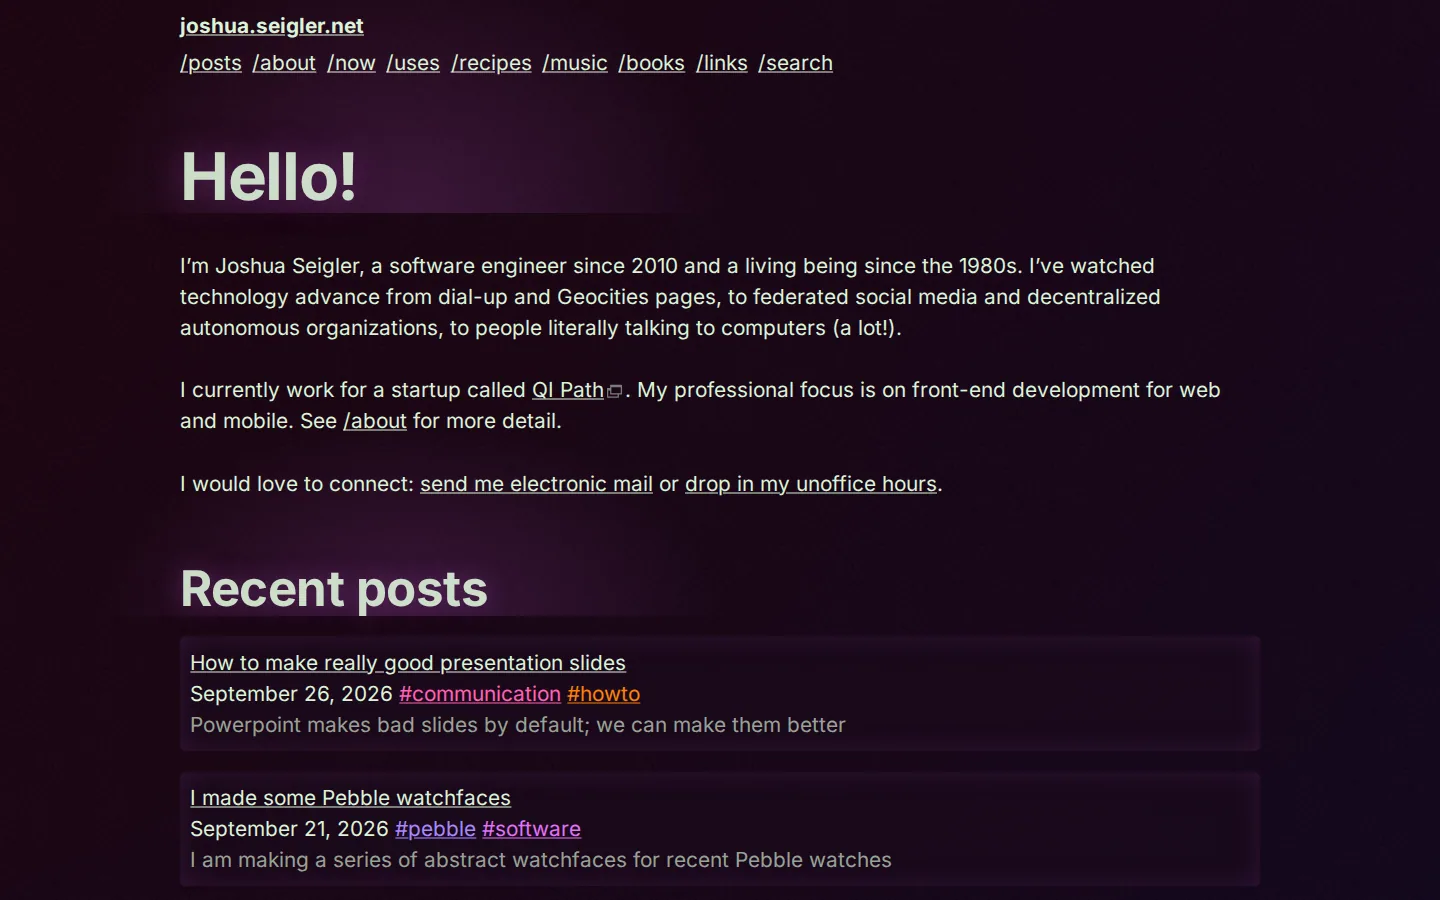 joshua.seigler.net
/posts /about /now /uses /recipes /music /books /links /search
Hello!
I’m Joshua Seigler, a software engineer since 2010 and a living being since the 1980s. I’ve watched
technology advance from dial-up and Geocities pages, to federated social media and decentralized
autonomous organizations, to people literally talking to computers (a lot!).
I currently work for a startup called QI Path. My professional focus is on front-end development for web
and mobile. See /about for more detail.
I would love to connect: send me electronic mail or drop in my unoffice hours.
Recent posts
How to make really good presentation slides
September 26, 2026 #communication #howto
Powerpoint makes bad slides by default; we can make them better
I made some Pebble watchfaces
September 21, 2026 #pebble #software
I am making a series of abstract watchfaces for recent Pebble watches